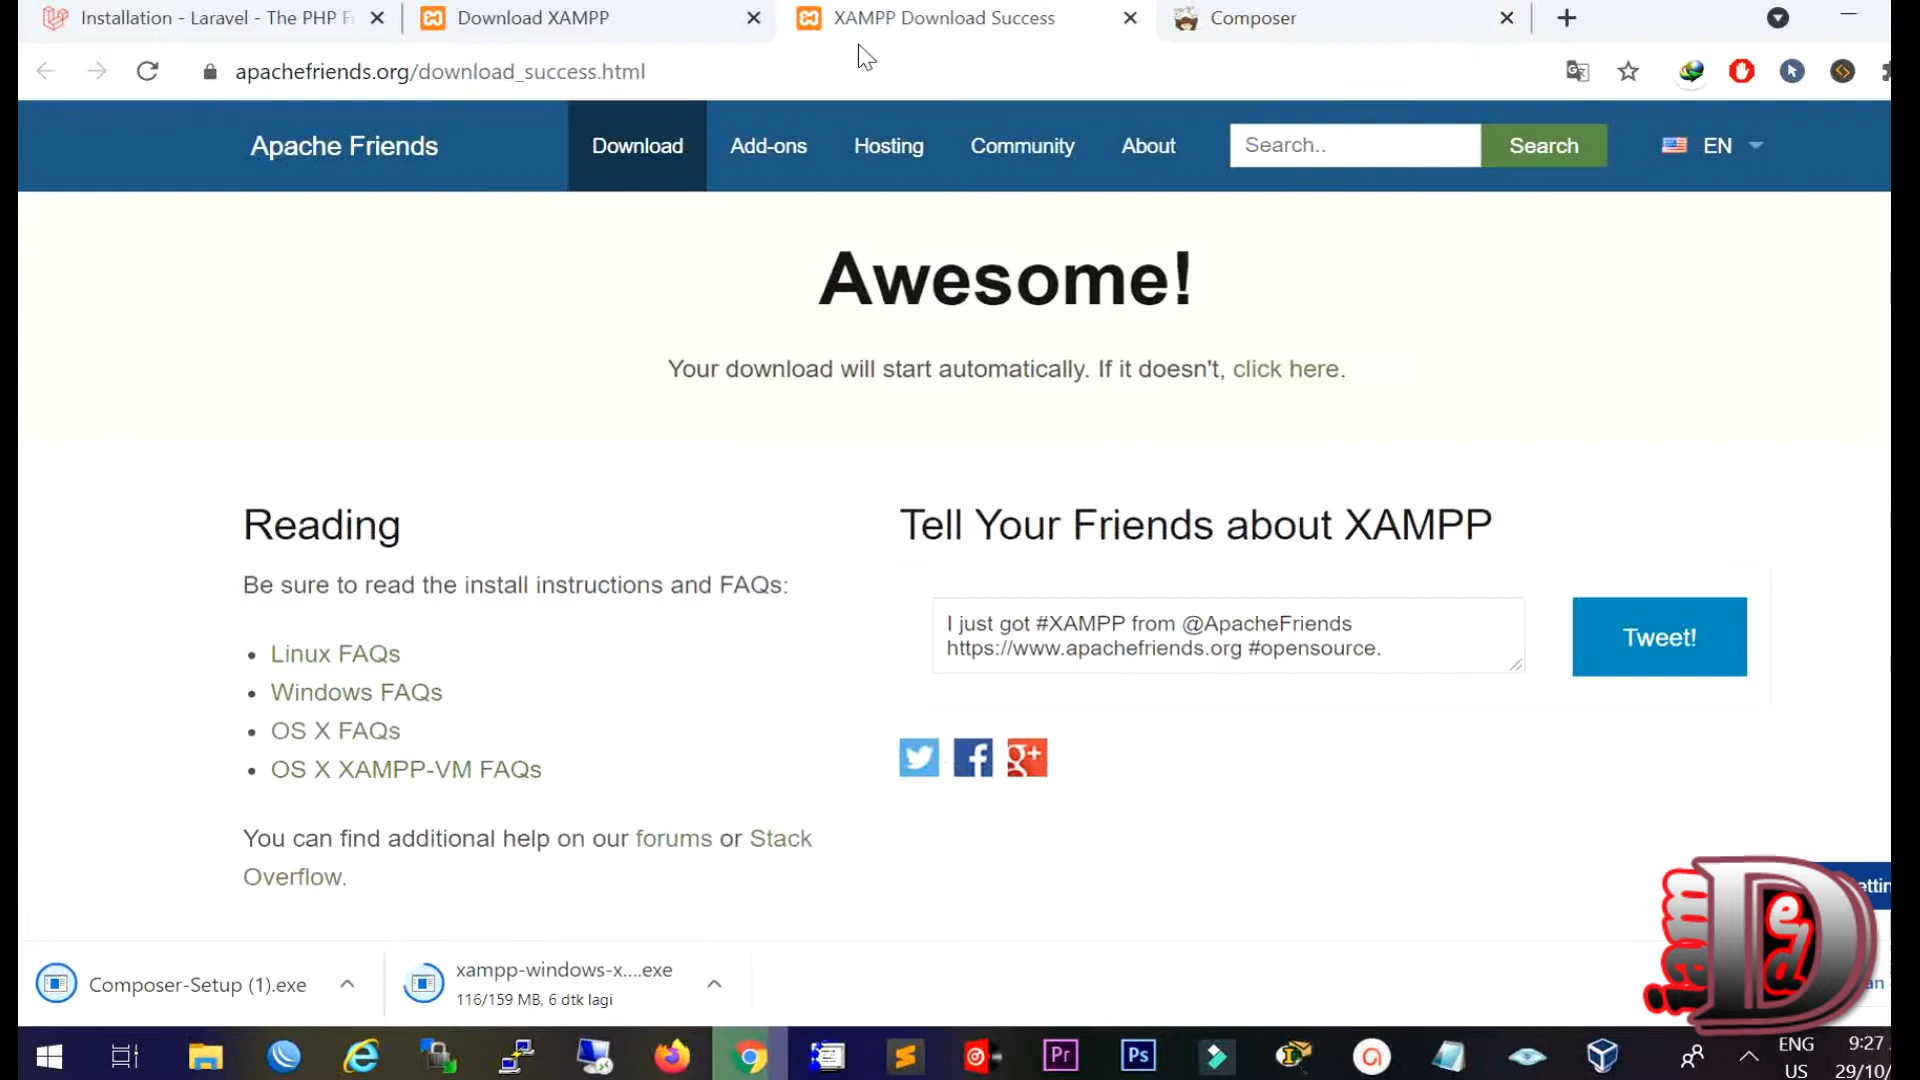 Installation - Laravel - The PHP F
Download XAMPP
XAMPP Download Success
Composer
apachefriends.org/download_success.html
Apache Friends
Download
Add-ons
Hosting
Community
About
Search..
Search
EN
Awesome!
Your download will start automatically. If it doesn't, click here.
Reading
Be sure to read the install instructions and FAQs:
Linux FAQs
Windows FAQs
OS X FAQs
OS X XAMPP-VM FAQs
You can find additional help on our forums or Stack
Overflow.
Tell Your Friends about XAMPP
I just got #XAMPP from @ApacheFriends
https://www.apachefriends.org #opensource.
Tweet!
g+
Composer-Setup (1).exe
xampp-windows-x....exe
116/159 MB, 6 dtk lagi
Pr
Ps
ENG
US
9:27
29/10/